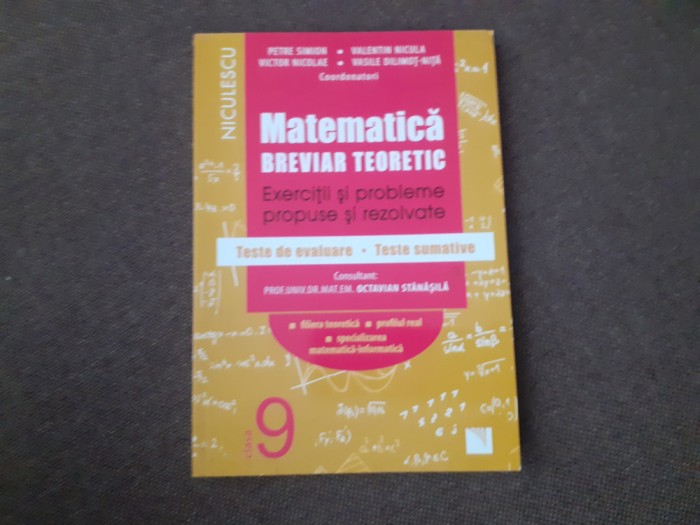 NICULESCU
PETRE SIMION ▪ VALENTIN NICULA
VICTOR NICOLAE ▪ VASILE DILIMOȚ-NIȚĂ
Coordonatori
Matematică
BREVIAR TEORETIC
Exerciții și probleme
propuse și rezolvate
Teste de evaluare ▪ Teste sumative
Consultant:
PROF.UNIV.DR.MAT.EM. OCTAVIAN STĂNĂȘILĂ
▪ filiera teoretică ▪ profilul real
▪ specializarea
matematică-informatică
clasa 9